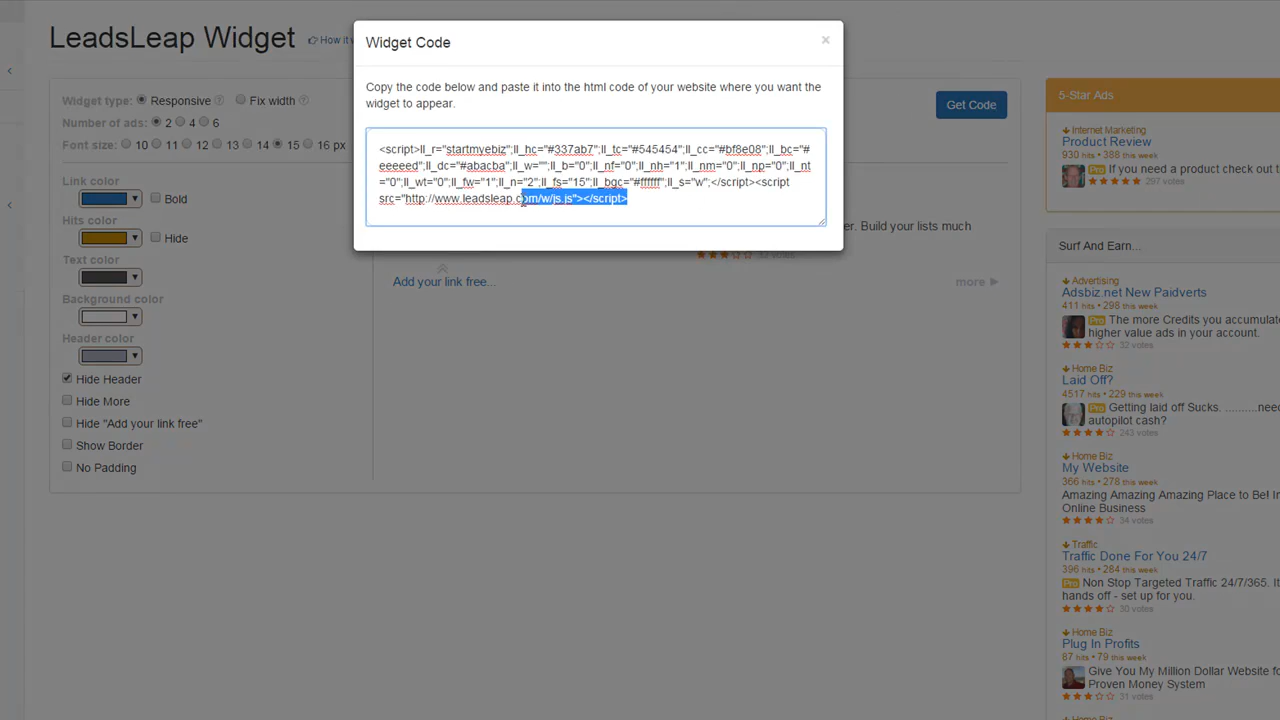 LeadsLeap Widget
How it
Widget Code
×
Copy the code below and paste it into the html code of your website where you want the
widget to appear.
<script>ll_r="startmyebiz";ll_hc="#337ab7";ll_tc="#545454";ll_cc="#bf8e08";ll_bc="#
eeeeed";ll_dc="#abacba";ll_w="";ll_b="0";ll_nf="0";ll_nh="1";ll_nm="0";ll_np="0";ll_nt
="0";ll_wt="0";ll_fw="1";ll_n="2";ll_fs="15";ll_bgc="#ffffff";ll_s="w";</script><script
src="http://www.leadsleap.com/w/js.js"></script>
Widget type: Responsive ? Fix width ?
Number of ads: 2 4 6
Font size: 10 11 12 13 14 15 16 px
Get Code
Link color
Bold
Hits color
Hide
Text color
Background color
Header color
Hide Header
Hide More
Hide "Add your link free"
Show Border
No Padding
er. Build your lists much
32 votes
Add your link free...
more
5-Star Ads
Internet Marketing
Product Review
930 hits • 388 this week
If you need a product check out t
297 votes
Surf And Earn...
Advertising
Adsbiz.net New Paidverts
411 hits • 298 this week
Pro The more Credits you accumulate
higher value ads in your account.
32 votes
Home Biz
Laid Off?
4517 hits • 229 this week
Pro Getting laid off Sucks. ..........nee
autopilot cash?
243 votes
Home Biz
My Website
366 hits • 278 this week
Amazing Amazing Amazing Place to Be! In
Online Business
34 votes
Traffic
Traffic Done For You 24/7
396 hits • 284 this week
Pro Non Stop Targeted Traffic 24/7/365. It
hands off - set up for you.
30 votes
Home Biz
Plug In Profits
87 hits • 79 this week
Pro Give You My Million Dollar Website fo
Proven Money System
31 votes
Home Biz